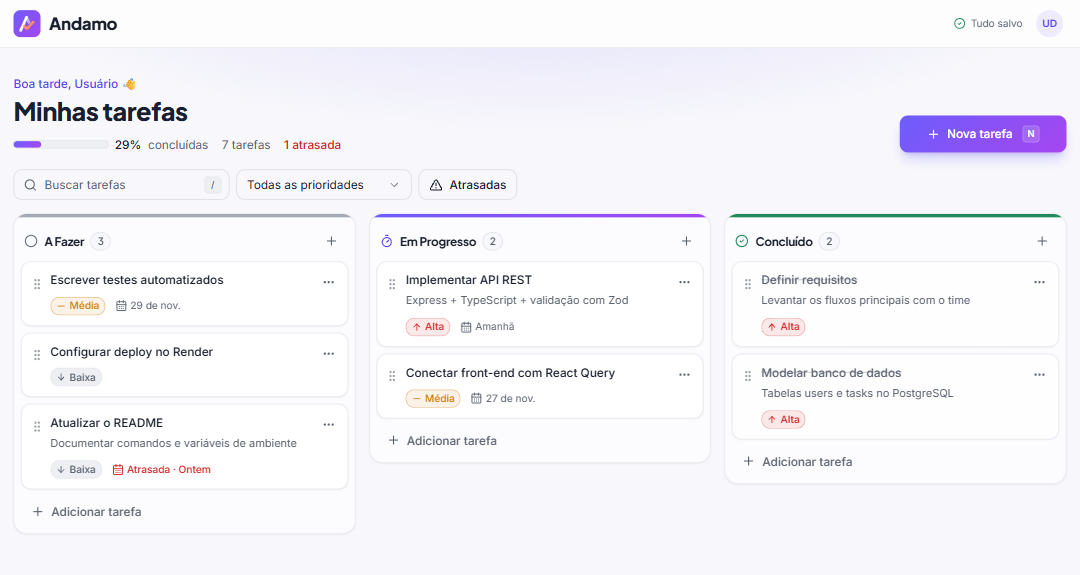 Andamo
Tudo salvo
UD
Boa tarde, Usuário 👋
Minhas tarefas
29% concluídas 7 tarefas 1 atrasada
+ Nova tarefa N
Buscar tarefas /
Todas as prioridades
Atrasadas
A Fazer 3
Escrever testes automatizados
Média 29 de nov.
Configurar deploy no Render
Baixa
Atualizar o README
Documentar comandos e variáveis de ambiente
Baixa Atrasada · Ontem
+ Adicionar tarefa
Em Progresso 2
Implementar API REST
Express + TypeScript + validação com Zod
Alta Amanhã
Conectar front-end com React Query
Média 27 de nov.
+ Adicionar tarefa
Concluído 2
Definir requisitos
Levantar os fluxos principais com o time
Alta
Modelar banco de dados
Tabelas users e tasks no PostgreSQL
Alta
+ Adicionar tarefa